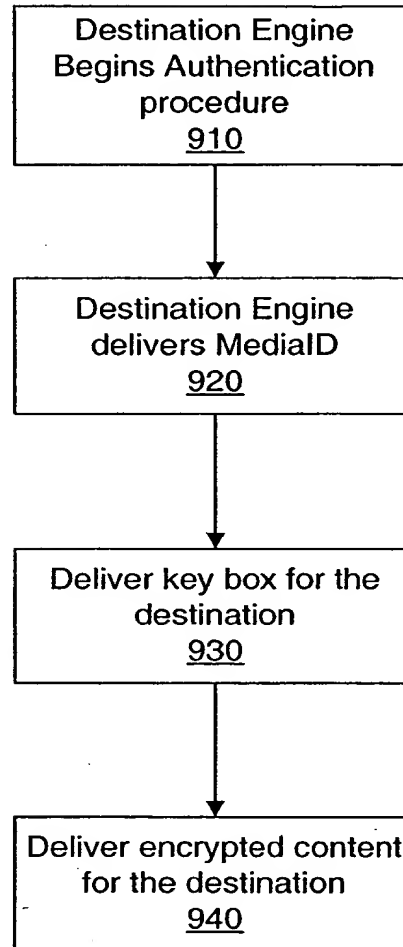 Destination Engine
Begins Authentication
procedure
910
Destination Engine
delivers MediaID
920
Deliver key box for the
destination
930
Deliver encrypted content
for the destination
940